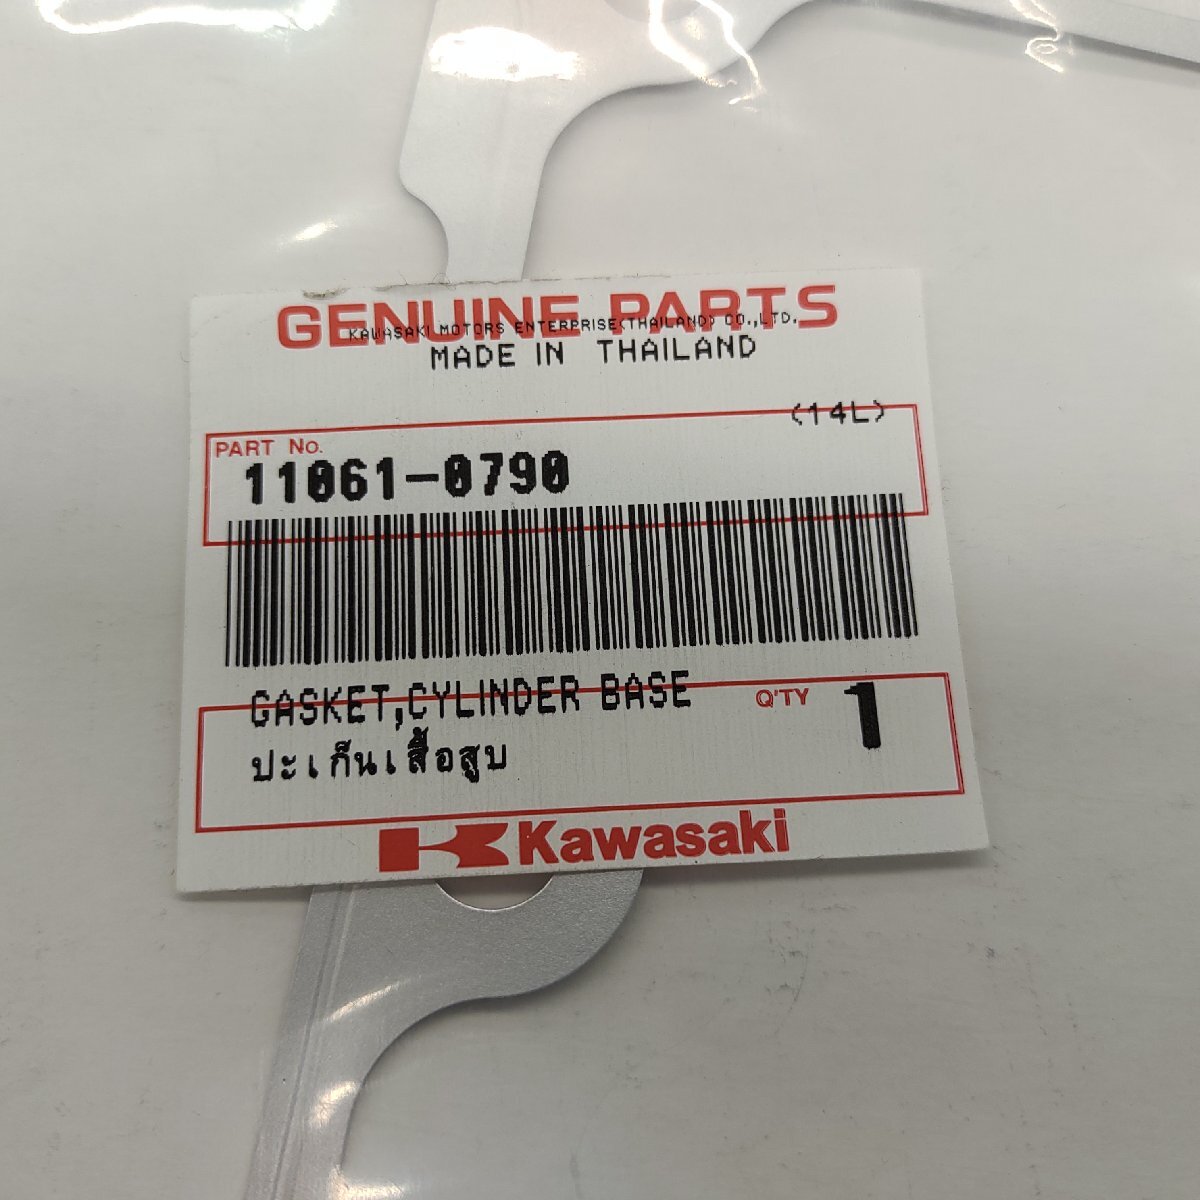 GENUINE PARTS
KAWASAKI MOTORS ENTERPRISE(THAILAND) CO.,LTD.
MADE IN THAILAND
(14L)
PART No.
11061-0790
GASKET,CYLINDER BASE
Q'TY 1
ปะเก็นเสื้อสูบ
Kawasaki